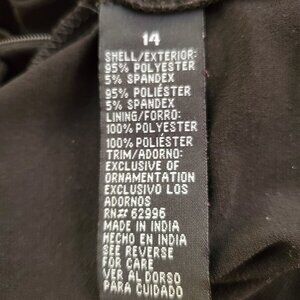 14
SHELL/EXTERIOR:
95% POLYESTER
5% SPANDEX
95% POLIÉSTER
5% SPANDEX
LINING/FORRO:
100% POLYESTER
100% POLIÉSTER
TRIM/ADORNO:
EXCLUSIVE OF
ORNAMENTATION
EXCLUSIVO LOS
ADORNOS
RN# 62996
MADE IN INDIA
HECHO EN INDIA
SEE REVERSE
FOR CARE
VER AL DORSO
PARA CUIDADO